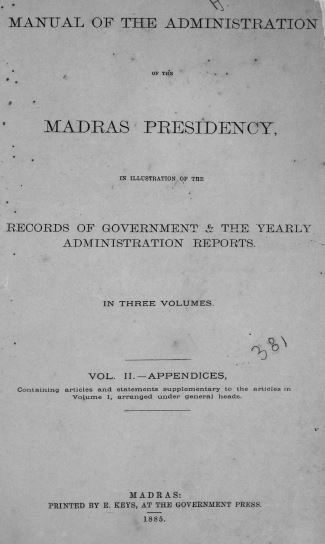 MANUAL OF THE ADMINISTRATION
OF THE
MADRAS PRESIDENCY,
IN ILLUSTRATION OF THE
RECORDS OF GOVERNMENT & THE YEARLY
ADMINISTRATION REPORTS.
IN THREE VOLUMES.
381
VOL. II.—APPENDICES,
Containing articles and statements supplementary to the articles in
Volume I, arranged under general heads.
MADRAS:
PRINTED BY E. KEYS, AT THE GOVERNMENT PRESS.
1885.